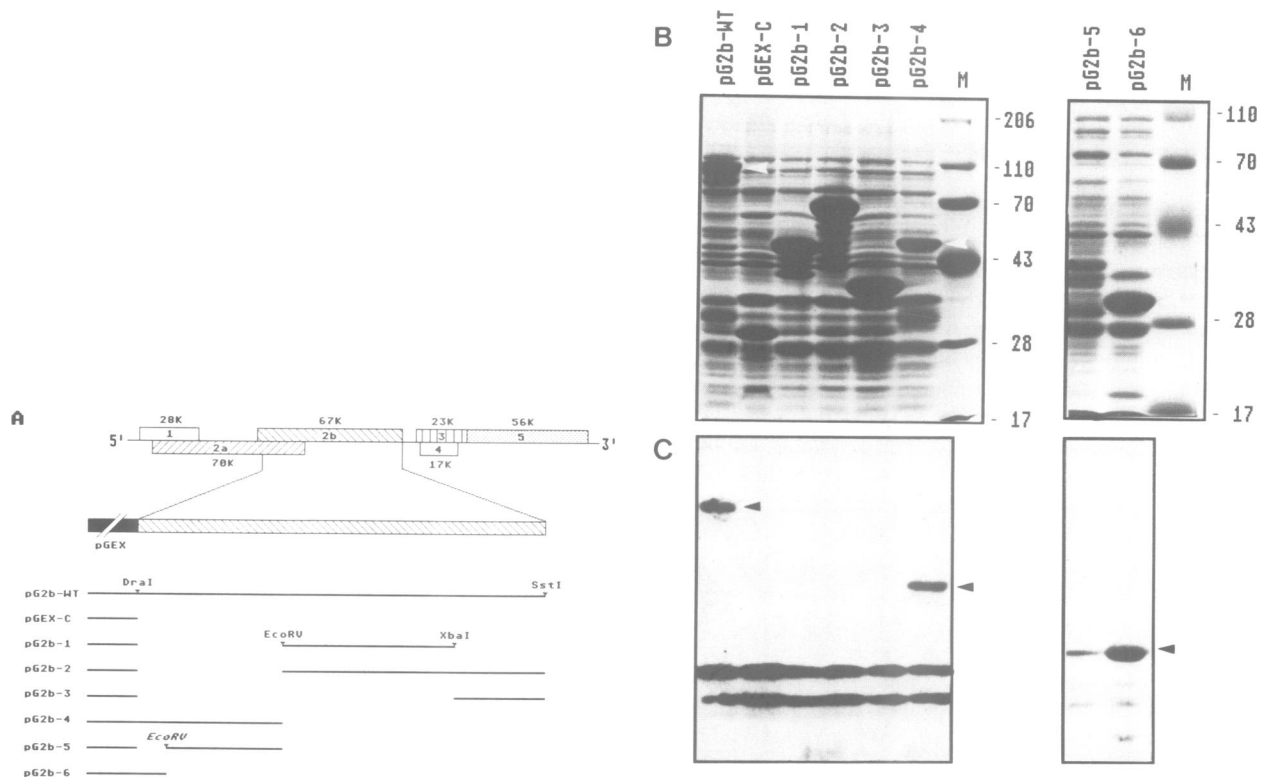 A
28K
67K
23K
56K
5'
1
2b
3
5
3'
2a
4
70K
17K
pGEX
DraI
SstI
pG2b-WT
pGEX-C
EcoRV
XbaI
pG2b-1
pG2b-2
pG2b-3
pG2b-4
EcoRV
pG2b-5
pG2b-6
B
pG2b-WT
pGEX-C
pG2b-1
pG2b-2
pG2b-3
pG2b-4
M
-206
-110
- 70
- 43
- 28
- 17
pG2b-5
pG2b-6
M
-110
- 70
- 43
- 28
- 17
C